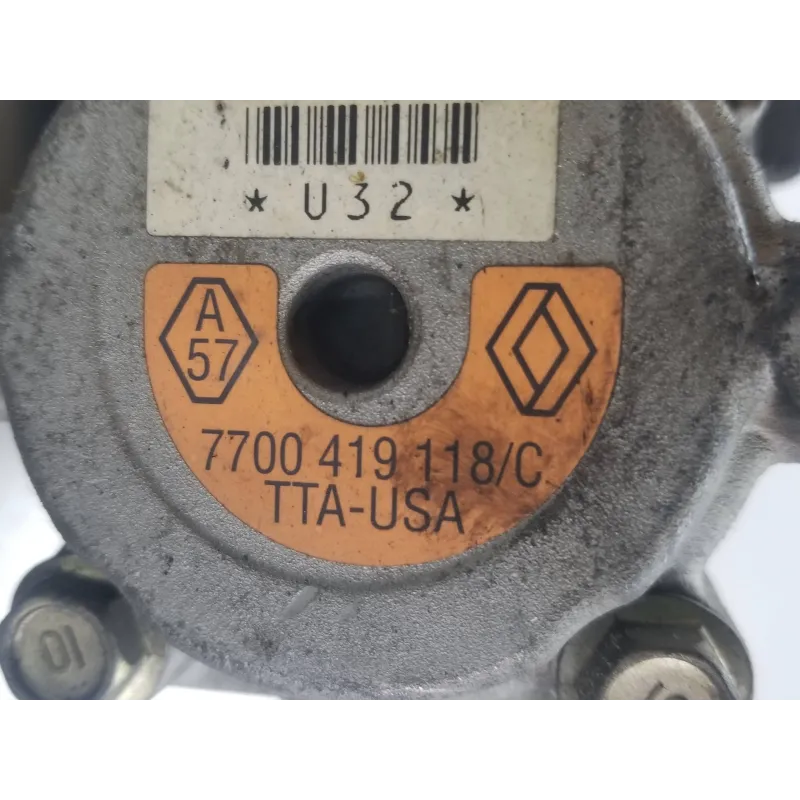 * U32 *
A
57
7700 419 118/C
TTA-USA
10